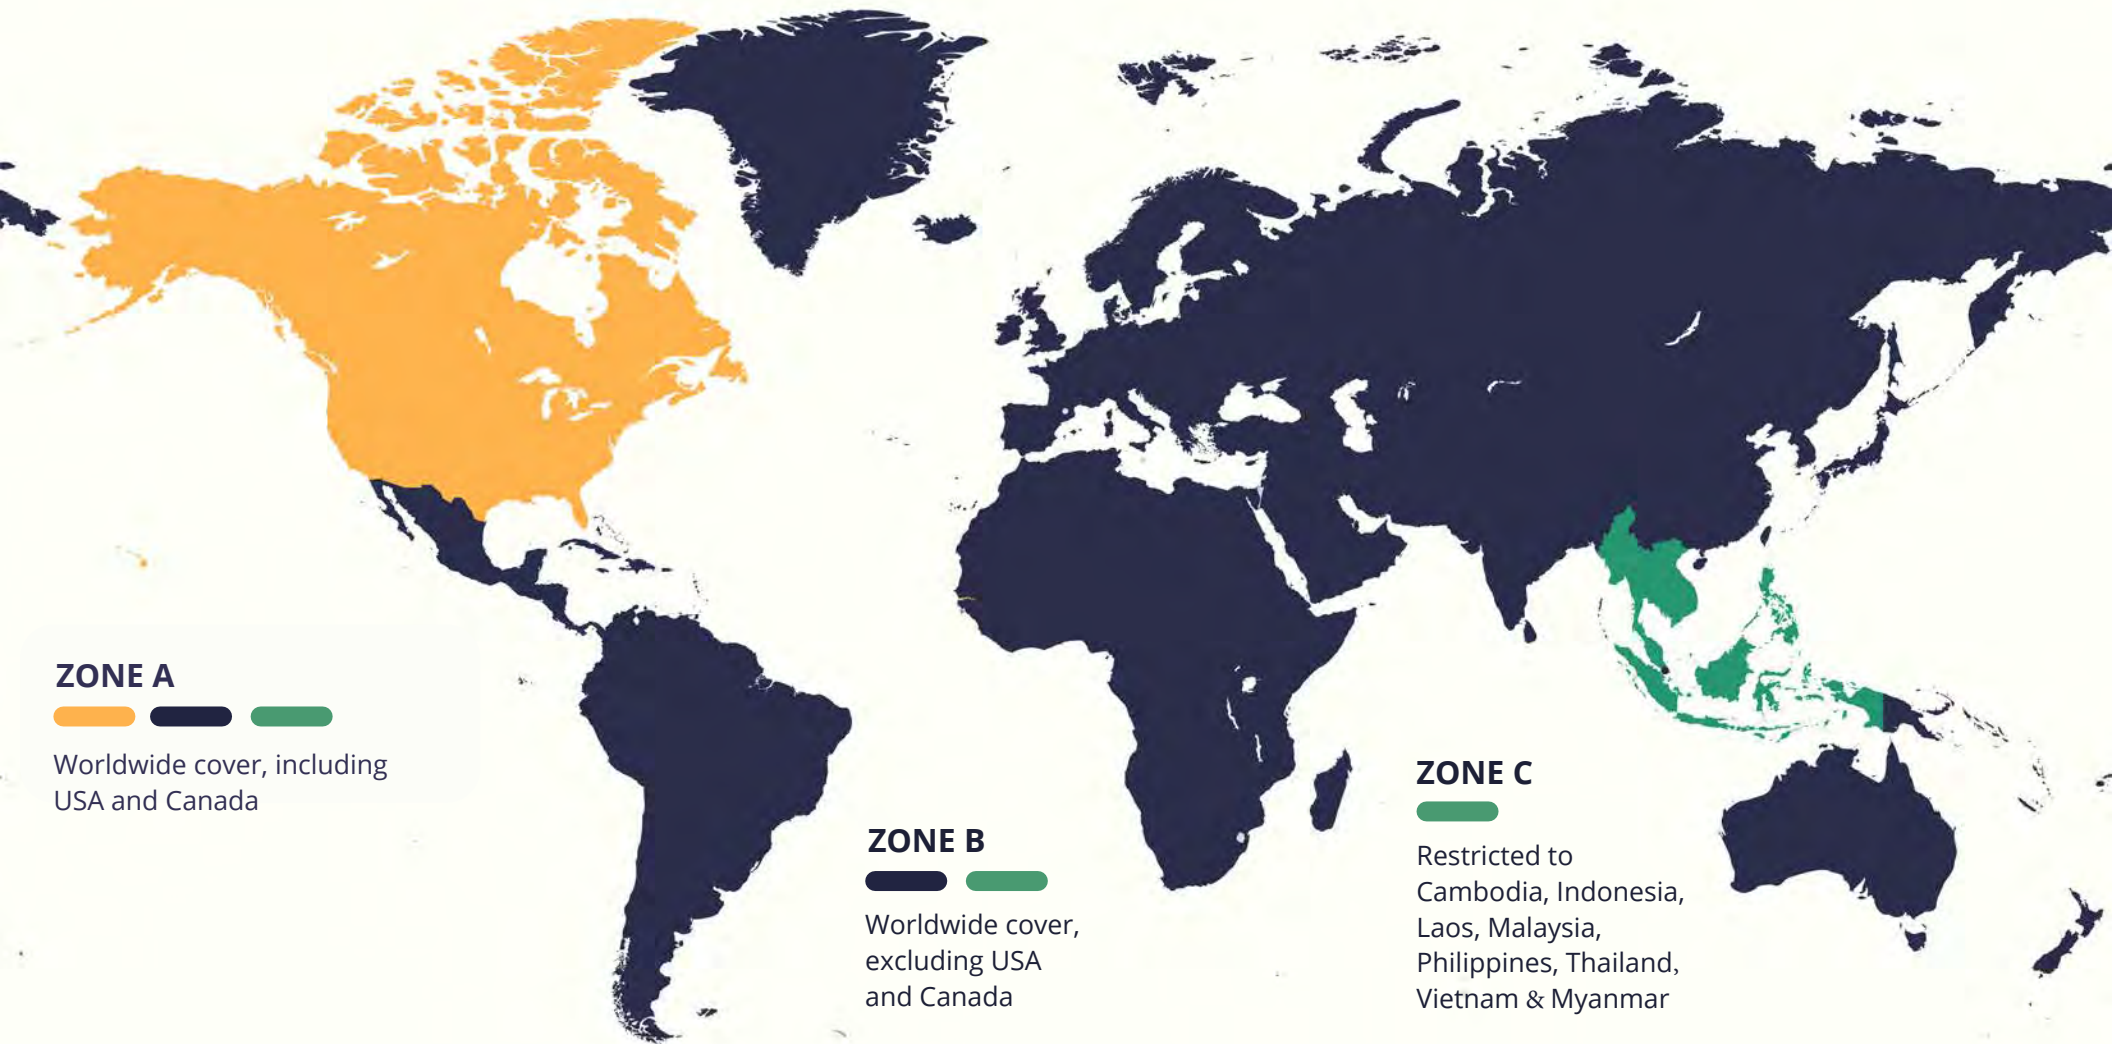 ZONE A
Worldwide cover, including
USA and Canada
ZONE B
Worldwide cover,
excluding USA
and Canada
ZONE C
Restricted to
Cambodia, Indonesia,
Laos, Malaysia,
Philippines, Thailand,
Vietnam & Myanmar